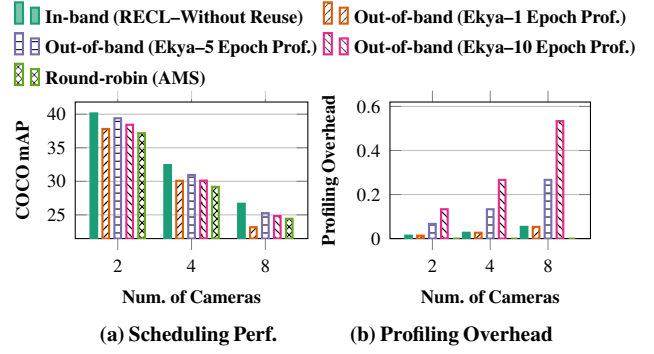 In-band (RECL–Without Reuse) Out-of-band (Ekya–1 Epoch Prof.)
Out-of-band (Ekya–5 Epoch Prof.) Out-of-band (Ekya–10 Epoch Prof.)
Round-robin (AMS)
COCO mAP
40
35
30
25
2 4 8
Num. of Cameras
(a) Scheduling Perf.
Profiling Overhead
0.6
0.4
0.2
0
2 4 8
Num. of Cameras
(b) Profiling Overhead